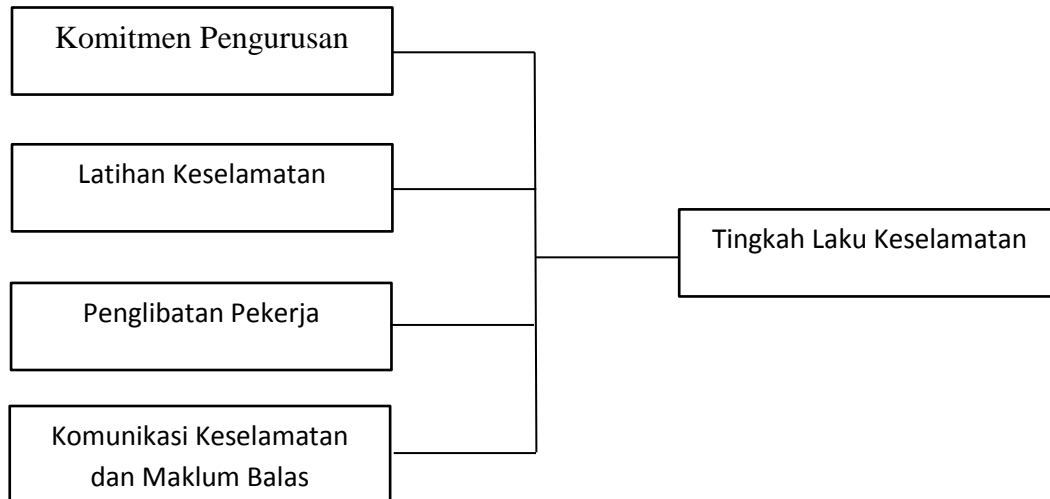 Komitmen Pengurusan
Latihan Keselamatan
Tingkah Laku Keselamatan
Penglibatan Pekerja
Komunikasi Keselamatan
dan Maklum Balas